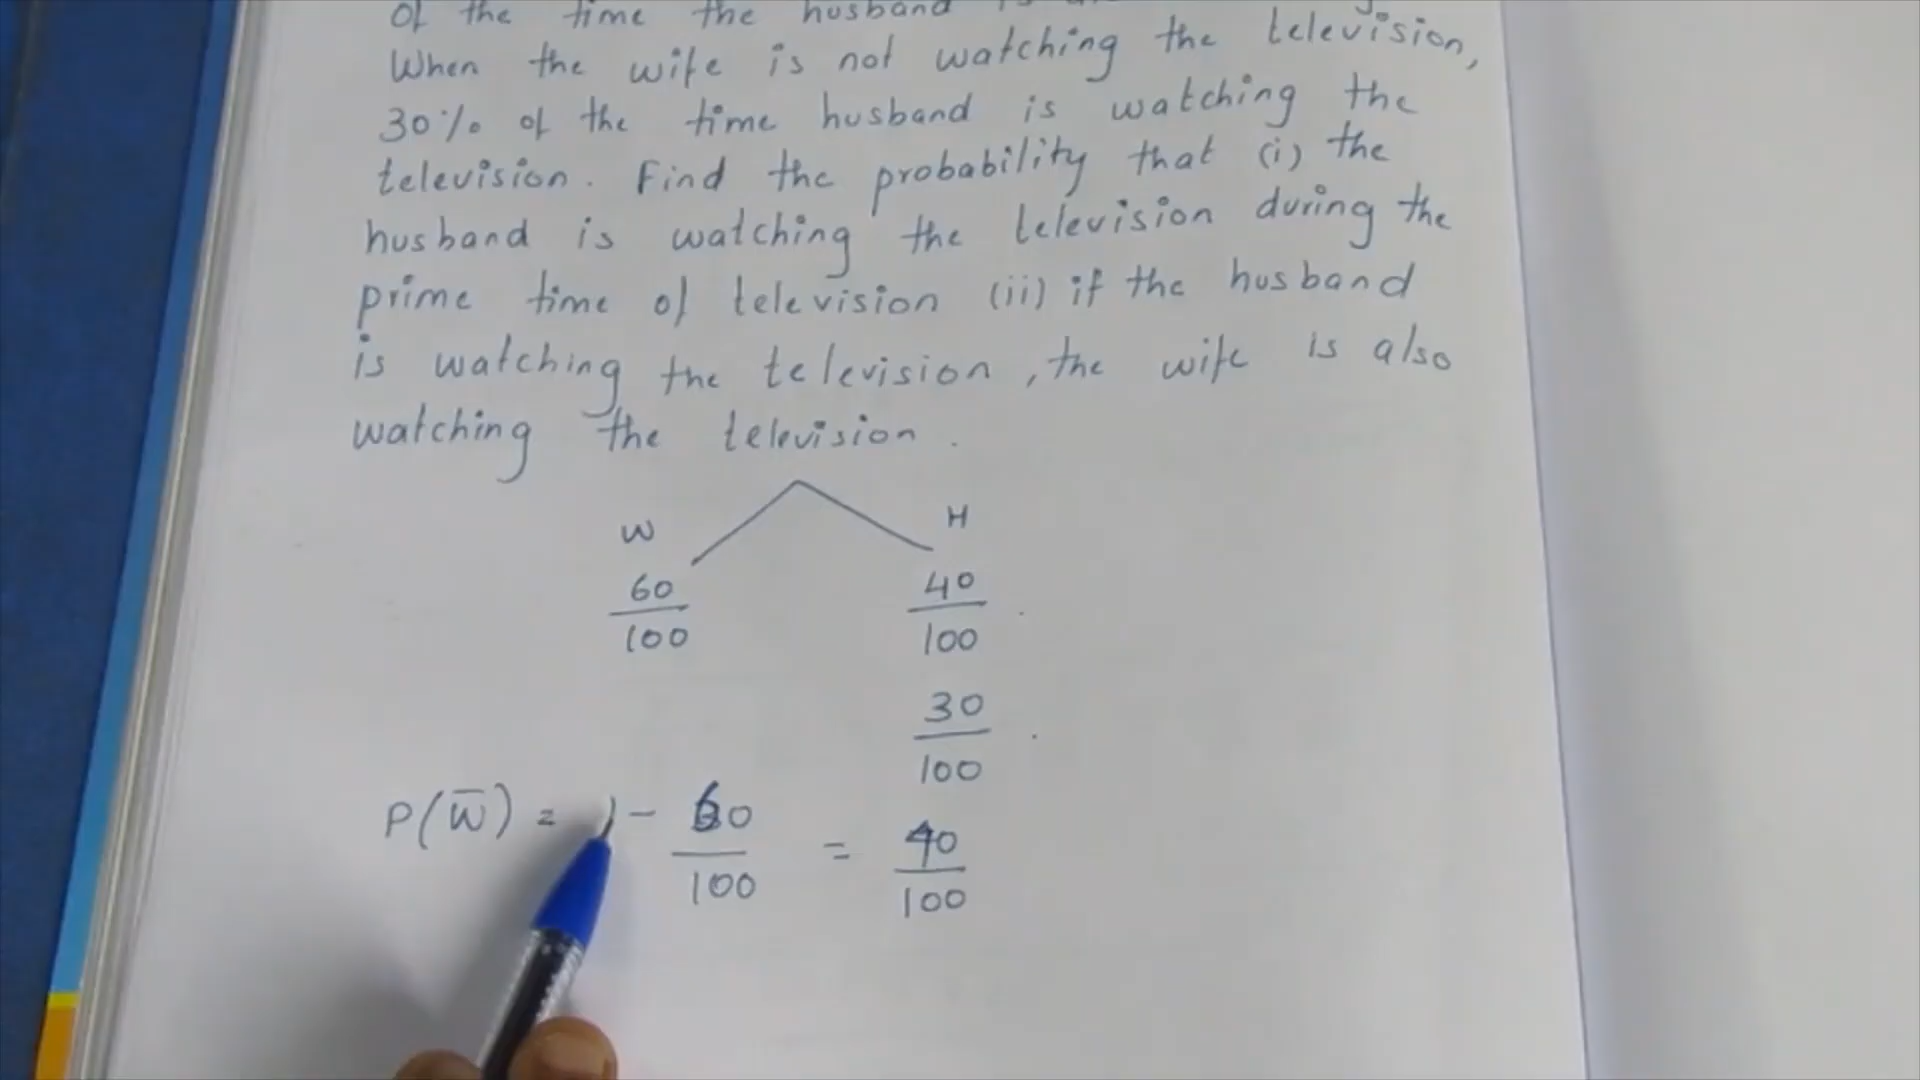 of the time the husband
When the wife is not watching the television,
30% of the time husband is watching the
television. Find the probability that (i) the
husband is watching the television during the
prime time of television (ii) if the husband
is watching the television, the wife is also
watching the television.
W H
60/100 40/100
30/100
P(W̅) = 1 - 60/100 = 40/100